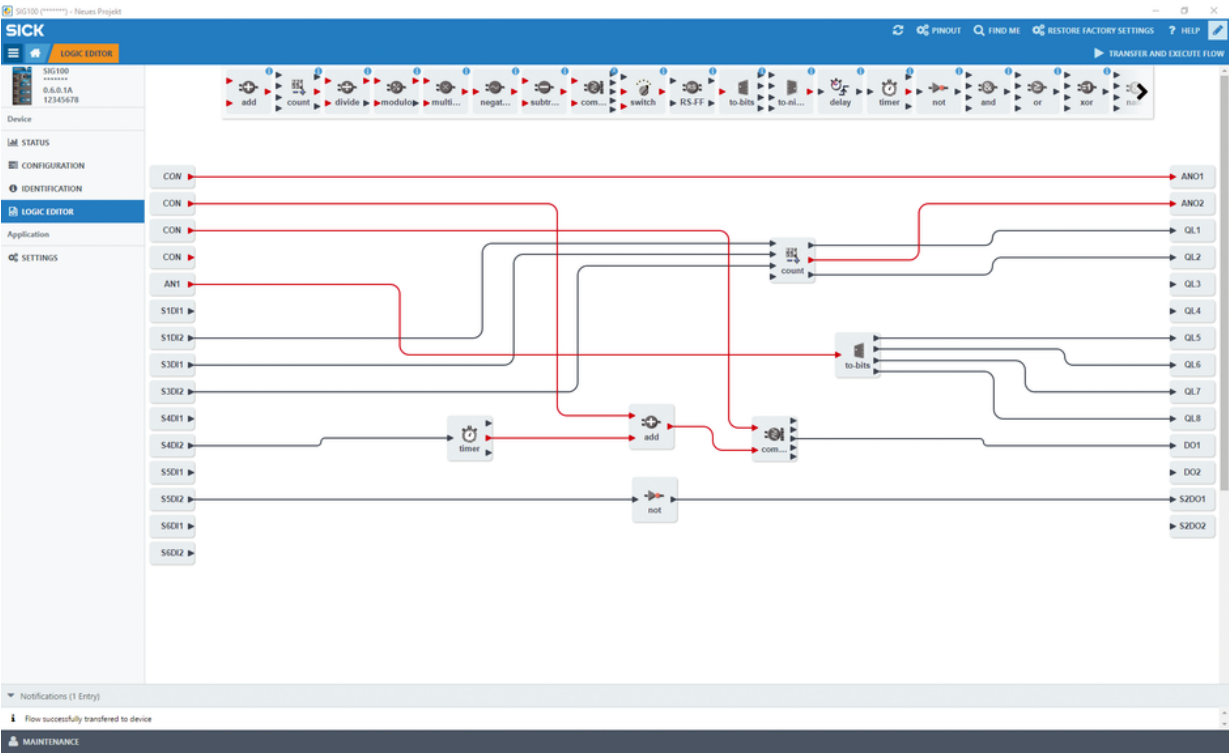 SIG100 (*******) - Neues Projekt
SICK
PINOUT FIND ME RESTORE FACTORY SETTINGS ? HELP
LOGIC EDITOR
TRANSFER AND EXECUTE FLOW
SIG100
*******
0.6.0.1A
12345678
add count divide modulo multi... negat... subtr... com... switch RS-FF to-bits to-ni... delay timer not and or xor
Device
STATUS
CONFIGURATION
IDENTIFICATION
LOGIC EDITOR
Application
SETTINGS
CON ANO1
CON ANO2
CON QL1
CON QL2
count
AN1 QL3
S1DI1 QL4
S1DI2 QL5
S3DI1 to-bits QL6
S3DI2 QL7
S4DI1 QL8
S4DI2 timer add com... DO1
S5DI1 DO2
S5DI2 S2DO1
not
S6DI1 S2DO2
S6DI2
Notifications (1 Entry)
i Flow successfully transfered to device
MAINTENANCE